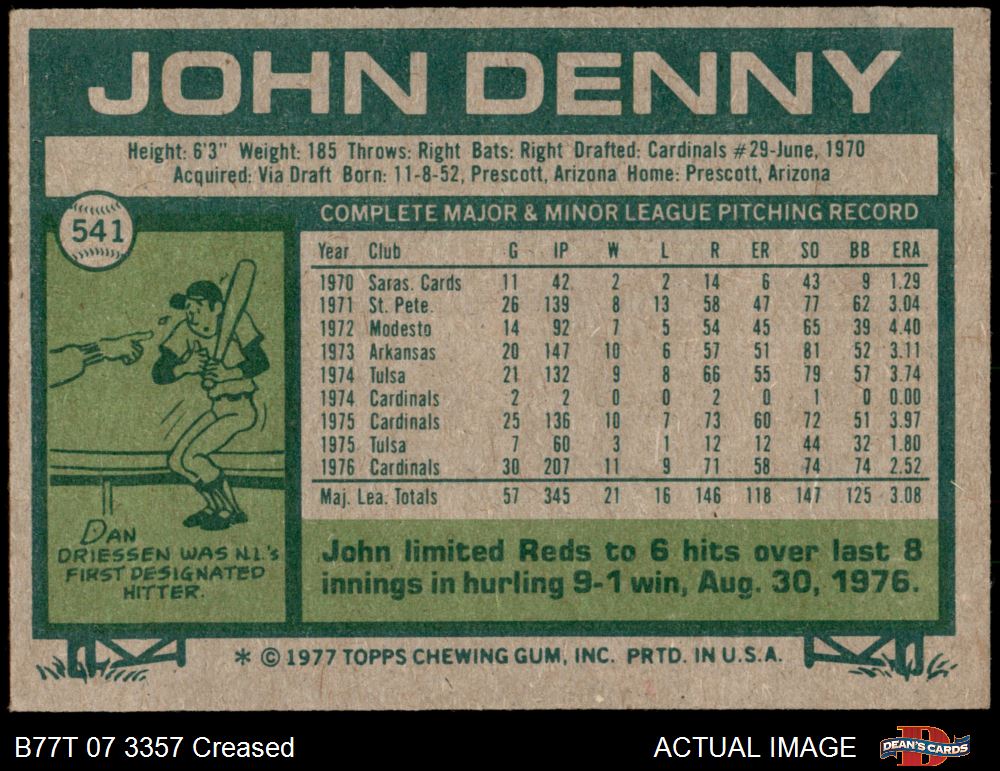 JOHN DENNY
Height: 6'3" Weight: 185 Throws: Right Bats: Right Drafted: Cardinals #29-June, 1970
Acquired: Via Draft Born: 11-8-52, Prescott, Arizona Home: Prescott, Arizona
541
COMPLETE MAJOR & MINOR LEAGUE PITCHING RECORD
Year Club G IP W L R ER SO BB ERA
1970 Saras. Cards 11 42 2 2 14 6 43 9 1.29
1971 St. Pete. 26 139 8 13 58 47 77 62 3.04
1972 Modesto 14 92 7 5 54 45 65 39 4.40
1973 Arkansas 20 147 10 6 57 51 81 52 3.11
1974 Tulsa 21 132 9 8 66 55 79 57 3.74
1974 Cardinals 2 2 0 0 2 0 1 0 0.00
1975 Cardinals 25 136 10 7 73 60 72 51 3.97
1975 Tulsa 7 60 3 1 12 12 44 32 1.80
1976 Cardinals 30 207 11 9 71 58 74 74 2.52
Maj. Lea. Totals 57 345 21 16 146 118 147 125 3.08
DAN
DRIESSEN WAS N.L.'s
FIRST DESIGNATED
HITTER.
John limited Reds to 6 hits over last 8
innings in hurling 9-1 win, Aug. 30, 1976.
* © 1977 TOPPS CHEWING GUM, INC. PRTD. IN U.S.A.
B77T 07 3357 Creased
ACTUAL IMAGE
D
DEAN'S CARDS